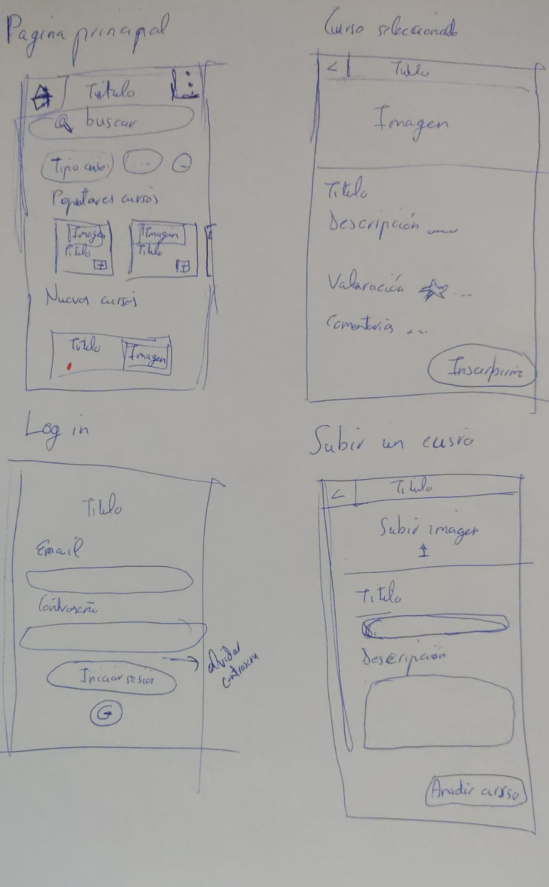 Pagina principal
Titulo
buscar
Tipo curso
...
Populares cursos
Imagen
Titulo
+
Imagen
Titulo
+
Nuevos cursos
Titulo
Imagen
Curso seleccionado
<
Titulo
Imagen
Titulo
Descripción
Valoración ...
Comentarios ...
Inscribirse
Log in
Titulo
Email
Contraseña
Iniciar sesion
olvidar
contraseña
G
Subir un curso
<
Titulo
Subir imagen
Titulo
Descripción
Anadir curso